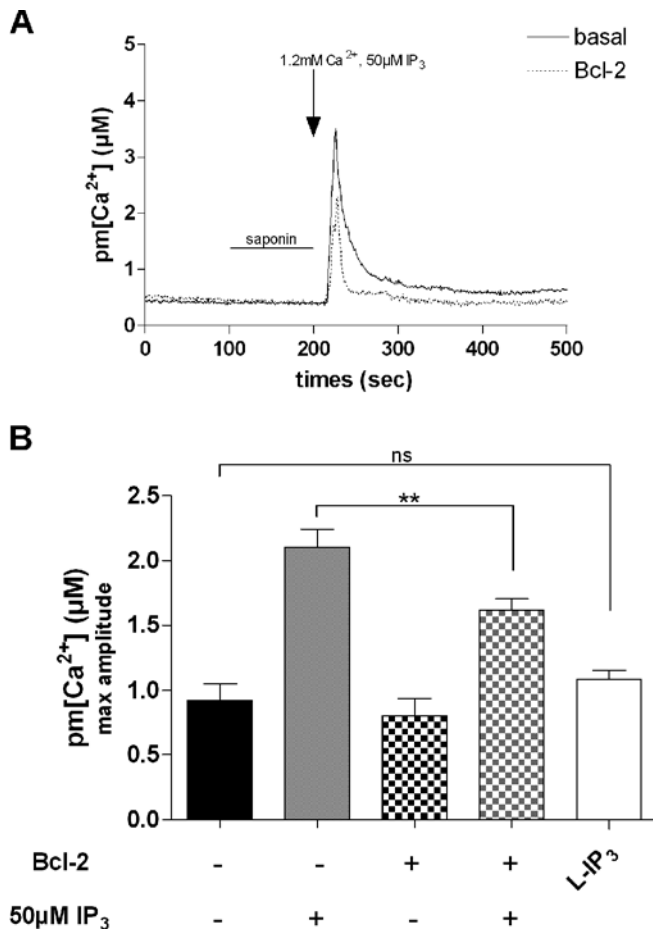 A
basal
Bcl-2
1.2mM Ca²⁺, 50µM IP₃
saponin
pm[Ca²⁺] (µM)
5
4
3
2
1
0
0 100 200 300 400 500
times (sec)
B
ns
**
pm[Ca²⁺] (µM)
max amplitude
2.5
2.0
1.5
1.0
0.5
0.0
Bcl-2 - - + + L-IP₃
50µM IP₃ - + - +